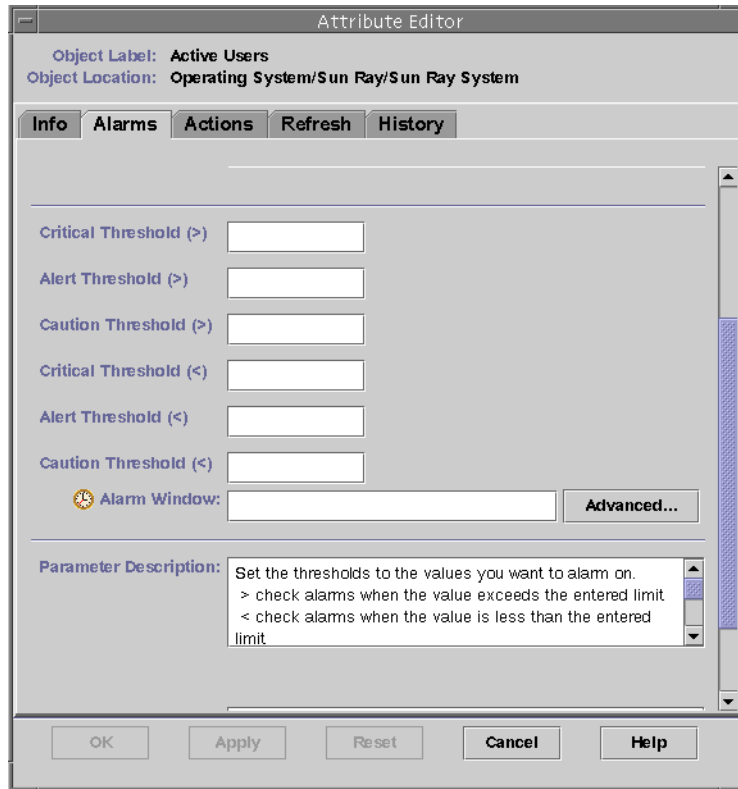 Attribute Editor
Object Label: Active Users
Object Location: Operating System/Sun Ray/Sun Ray System
Info Alarms Actions Refresh History
Critical Threshold (>)
Alert Threshold (>)
Caution Threshold (>)
Critical Threshold (<)
Alert Threshold (<)
Caution Threshold (<)
Alarm Window: Advanced...
Parameter Description: Set the thresholds to the values you want to alarm on.
> check alarms when the value exceeds the entered limit
< check alarms when the value is less than the entered
limit
OK Apply Reset Cancel Help